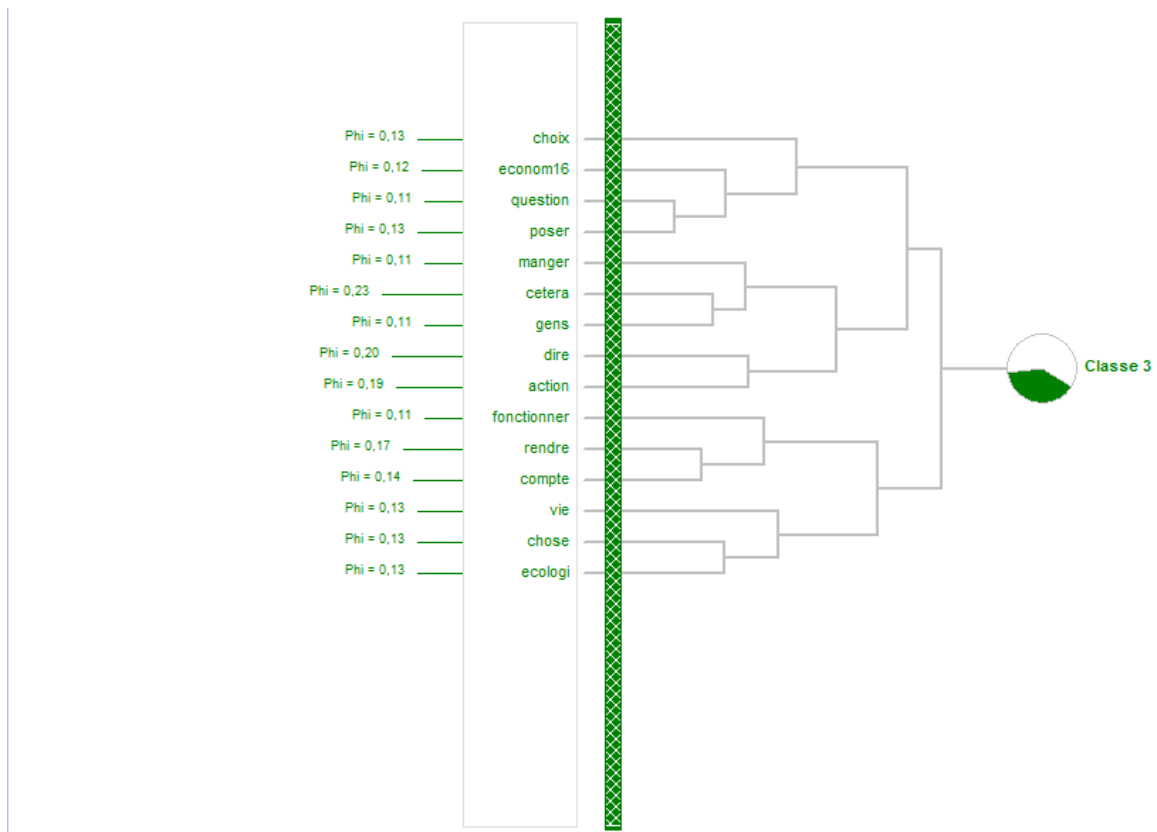 Phi = 0,13 choix
Phi = 0,12 econom16
Phi = 0,11 question
Phi = 0,13 poser
Phi = 0,11 manger
Phi = 0,23 cetera
Phi = 0,11 gens
Phi = 0,20 dire
Phi = 0,19 action
Phi = 0,11 fonctionner
Phi = 0,17 rendre
Phi = 0,14 compte
Phi = 0,13 vie
Phi = 0,13 chose
Phi = 0,13 ecologi
Classe 3